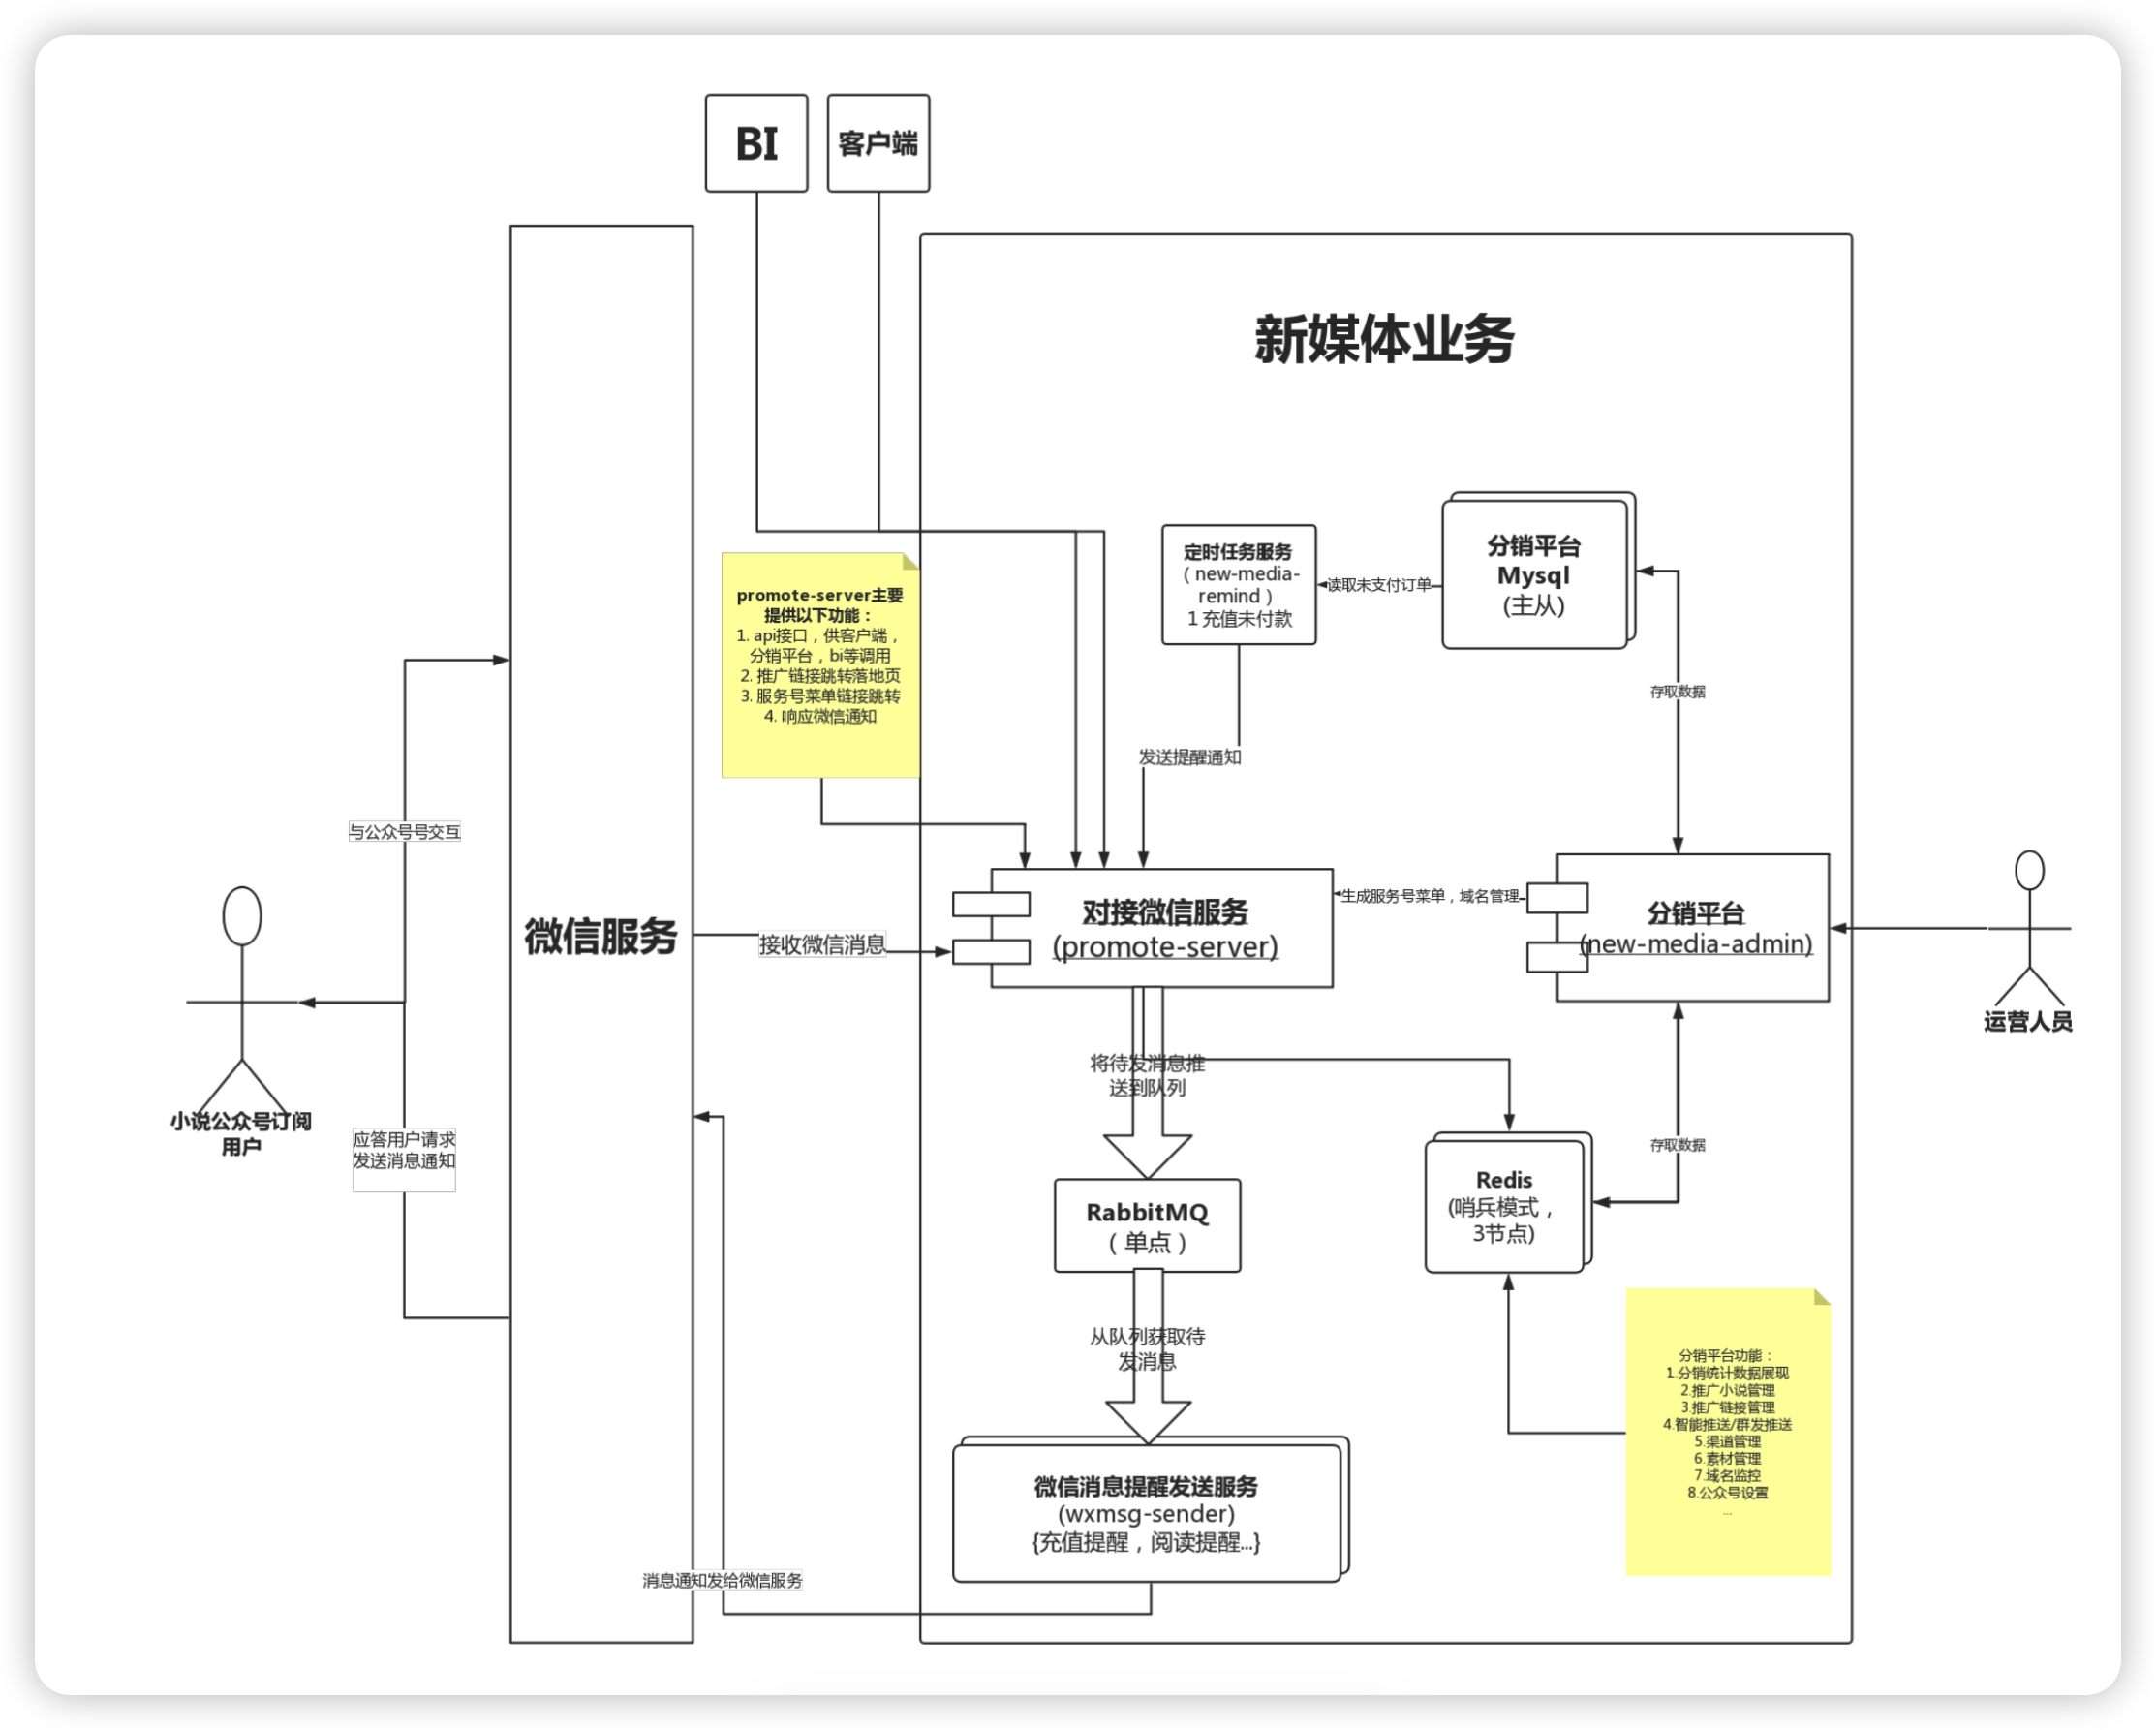 BI
客户端
新媒体业务
定时任务服务
（new-media-
remind）
1 充值未付款
读取未支付订单
分销平台
Mysql
(主从)
promote-server主要
提供以下功能：
1. api接口，供客户端，
分销平台，bi等调用
2. 推广链接跳转落地页
3. 服务号菜单链接跳转
4. 响应微信通知
存取数据
发送提醒通知
与公众号号交互
微信服务
接收微信消息
对接微信服务
(promote-server)
生成服务号菜单，域名管理
分销平台
(new-media-admin)
运营人员
小说公众号订阅
用户
应答用户请求
发送消息通知
将待发消息推
送到队列
存取数据
RabbitMQ
（单点）
Redis
(哨兵模式，
3节点)
从队列获取待
发消息
分销平台功能：
1.分销统计数据展现
2.推广小说管理
3.推广链接管理
4.智能推送/群发推送
5.渠道管理
6.素材管理
7.域名监控
8.公众号设置
...
微信消息提醒发送服务
(wxmsg-sender)
{充值提醒，阅读提醒...}
消息通知发给微信服务